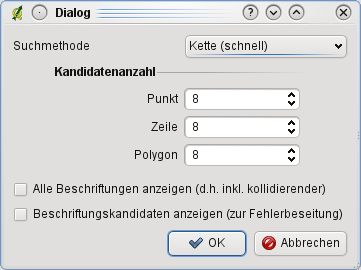 Dialog
Suchmethode Kette (schnell)
Kandidatenanzahl
Punkt 8
Zeile 8
Polygon 8
Alle Beschriftungen anzeigen (d.h. inkl. kollidierender)
Beschriftungskandidaten anzeigen (zur Fehlerbeseitung)
OK Abbrechen